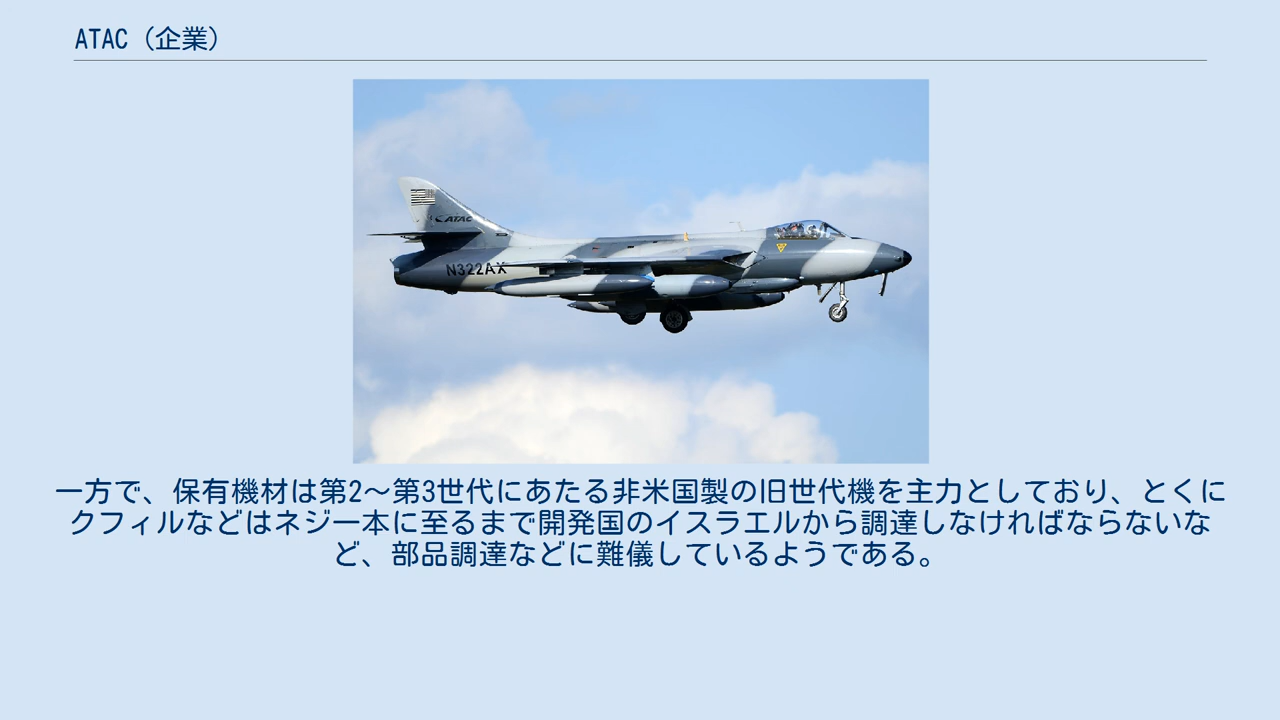 ATAC（企業）
ATAC
N322AX
一方で、保有機材は第2～第3世代にあたる非米国製の旧世代機を主力としており、とくに
クフィルなどはネジ一本に至るまで開発国のイスラエルから調達しなければならないな
ど、部品調達などに難儀しているようである。